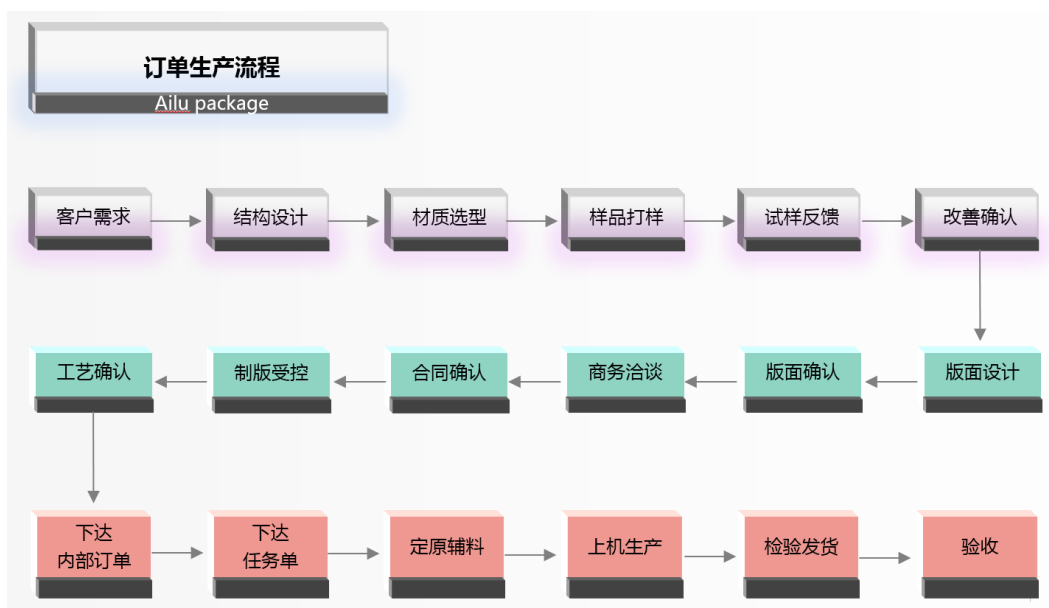 订单生产流程
Ailu package
客户需求
结构设计
材质选型
样品打样
试样反馈
改善确认
工艺确认
制版受控
合同确认
商务洽谈
版面确认
版面设计
下达
内部订单
下达
任务单
定原辅料
上机生产
检验发货
验收